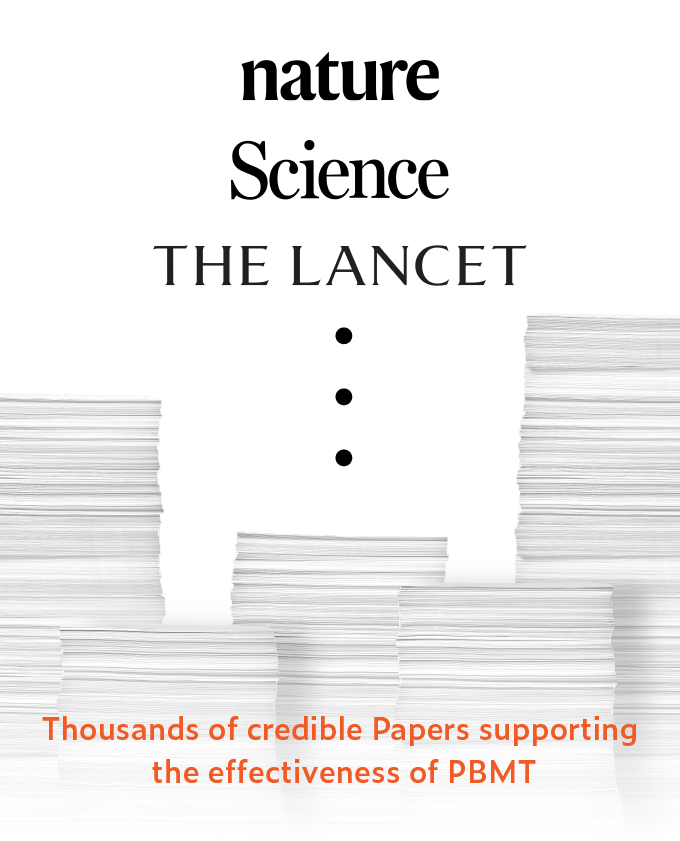 nature
Science
THE LANCET
Thousands of credible Papers supporting
the effectiveness of PBMT